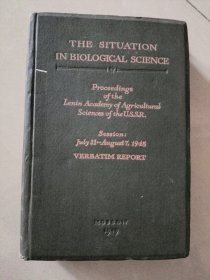 THE SITUATION
IN BIOLOGICAL SCIENCE
Proceedings
of the
Lenin Academy of Agricultural
Sciences of the U.S.S.R.
Session:
July 31-August 7, 1948
VERBATIM REPORT
MOSCOW
1949